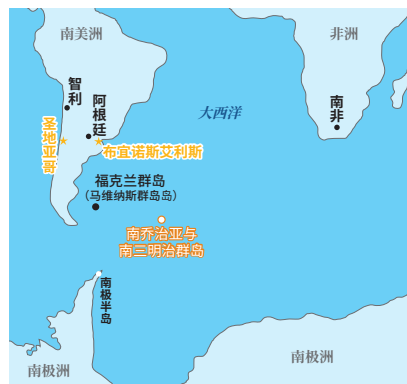 南美洲
非洲
智利
阿根廷
大西洋
南非
圣地亚哥
布宜诺斯艾利斯
福克兰群岛
（马维纳斯群岛岛）
南乔治亚与
南三明治群岛
南极半岛
南极洲
南极洲